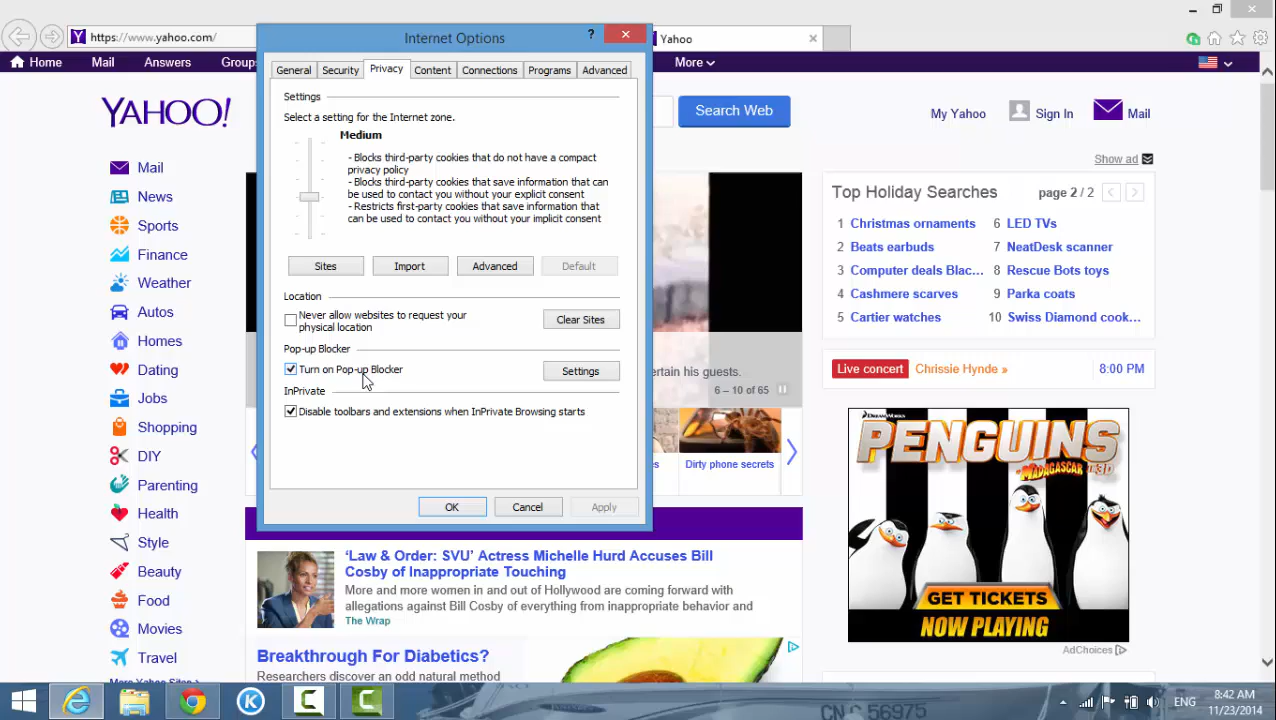 https://www.yahoo.com/
Internet Options
?
Yahoo
Home
Mail
Answers
Group
More
YAHOO!
Search Web
My Yahoo
Sign In
Mail
Show ad
Mail
News
Sports
Finance
Weather
Autos
Homes
Dating
Jobs
Shopping
DIY
Parenting
Health
Style
Beauty
Food
Movies
Travel
General
Security
Privacy
Content
Connections
Programs
Advanced
Settings
Select a setting for the Internet zone.
Medium
- Blocks third-party cookies that do not have a compact
privacy policy
- Blocks third-party cookies that save information that can
be used to contact you without your explicit consent
- Restricts first-party cookies that save information that
can be used to contact you without your implicit consent
Sites
Import
Advanced
Default
Location
Never allow websites to request your
physical location
Clear Sites
Pop-up Blocker
Turn on Pop-up Blocker
Settings
InPrivate
Disable toolbars and extensions when InPrivate Browsing starts
OK
Cancel
Apply
ertain his guests.
6 – 10 of 65
Dirty phone secrets
‘Law & Order: SVU’ Actress Michelle Hurd Accuses Bill
Cosby of Inappropriate Touching
More and more women in and out of Hollywood are coming forward with
allegations against Bill Cosby of everything from inappropriate behavior and
The Wrap
Breakthrough For Diabetics?
Researchers discover an odd natural method
Top Holiday Searches
page 2 / 2
1 Christmas ornaments
2 Beats earbuds
3 Computer deals Blac...
4 Cashmere scarves
5 Cartier watches
6 LED TVs
7 NeatDesk scanner
8 Rescue Bots toys
9 Parka coats
10 Swiss Diamond cook...
Live concert
Chrissie Hynde »
8:00 PM
DREAMWORKS
PENGUINS
OF MADAGASCAR IN 3D
GET TICKETS
NOW PLAYING
AdChoices
ENG
8:42 AM
11/23/2014